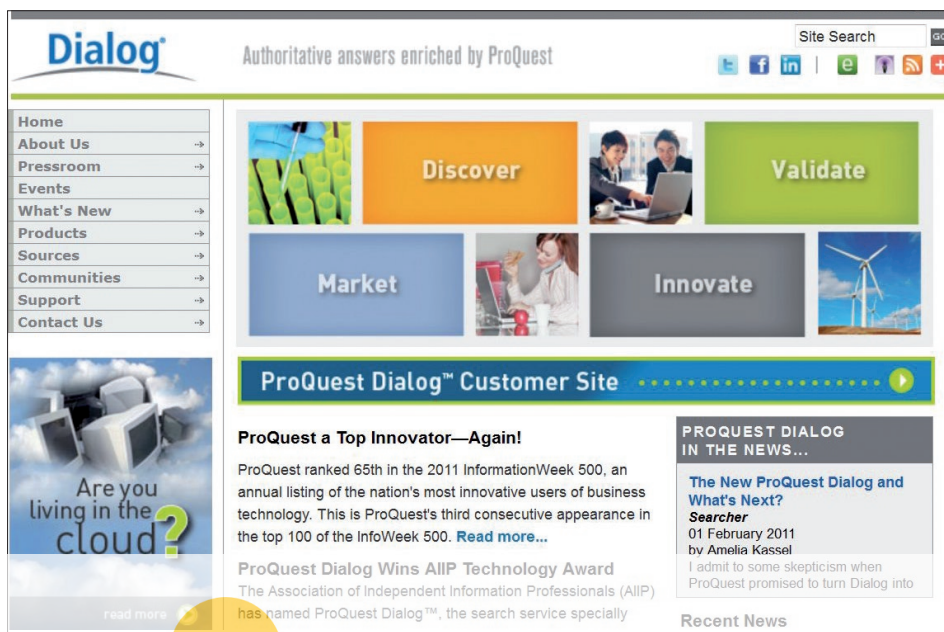 Dialog®
Authoritative answers enriched by ProQuest
Site Search
GO
Home
About Us
Pressroom
Events
What's New
Products
Sources
Communities
Support
Contact Us
Discover
Validate
Market
Innovate
ProQuest Dialog™ Customer Site
Are you
living in the
cloud?
read more
ProQuest a Top Innovator—Again!
ProQuest ranked 65th in the 2011 InformationWeek 500, an
annual listing of the nation's most innovative users of business
technology. This is ProQuest's third consecutive appearance in
the top 100 of the InfoWeek 500. Read more...
ProQuest Dialog Wins AIIP Technology Award
The Association of Independent Information Professionals (AIIP)
has named ProQuest Dialog™, the search service specially
PROQUEST DIALOG
IN THE NEWS...
The New ProQuest Dialog and
What's Next?
Searcher
01 February 2011
by Amelia Kassel
I admit to some skepticism when
ProQuest promised to turn Dialog into
Recent News